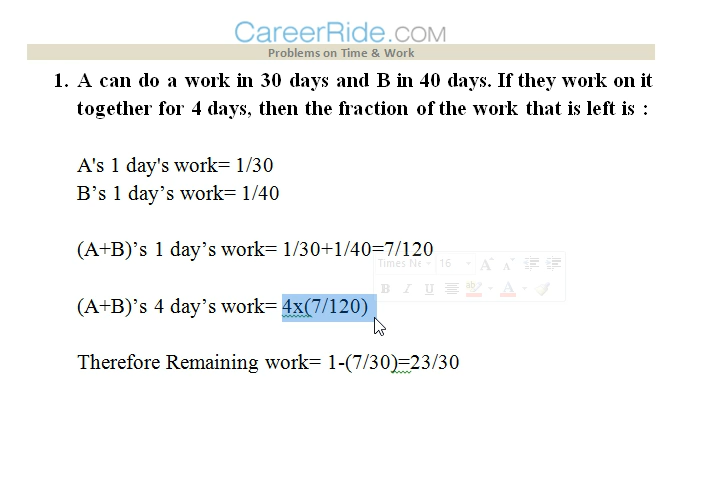 CareerRide.COM
Problems on Time & Work
1. A can do a work in 30 days and B in 40 days. If they work on it
together for 4 days, then the fraction of the work that is left is :
A's 1 day's work= 1/30
B’s 1 day’s work= 1/40
(A+B)’s 1 day’s work= 1/30+1/40=7/120
Times Ne 16 A A
B I U A
(A+B)’s 4 day’s work= 4x(7/120)
Therefore Remaining work= 1-(7/30)=23/30